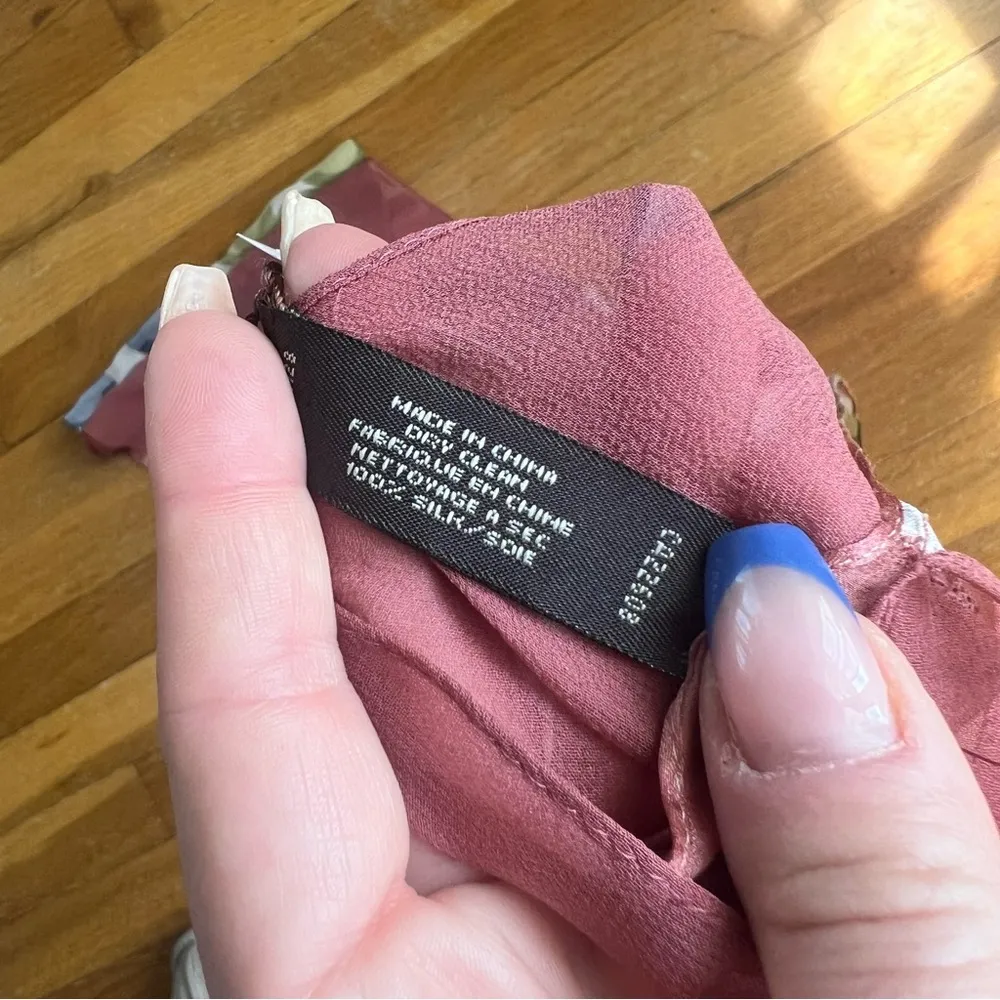 MADE IN CHINA
DRY CLEAN
FABRIQUE EN CHINE
NETTOYAGE A SEC
100% SILK/SOIE